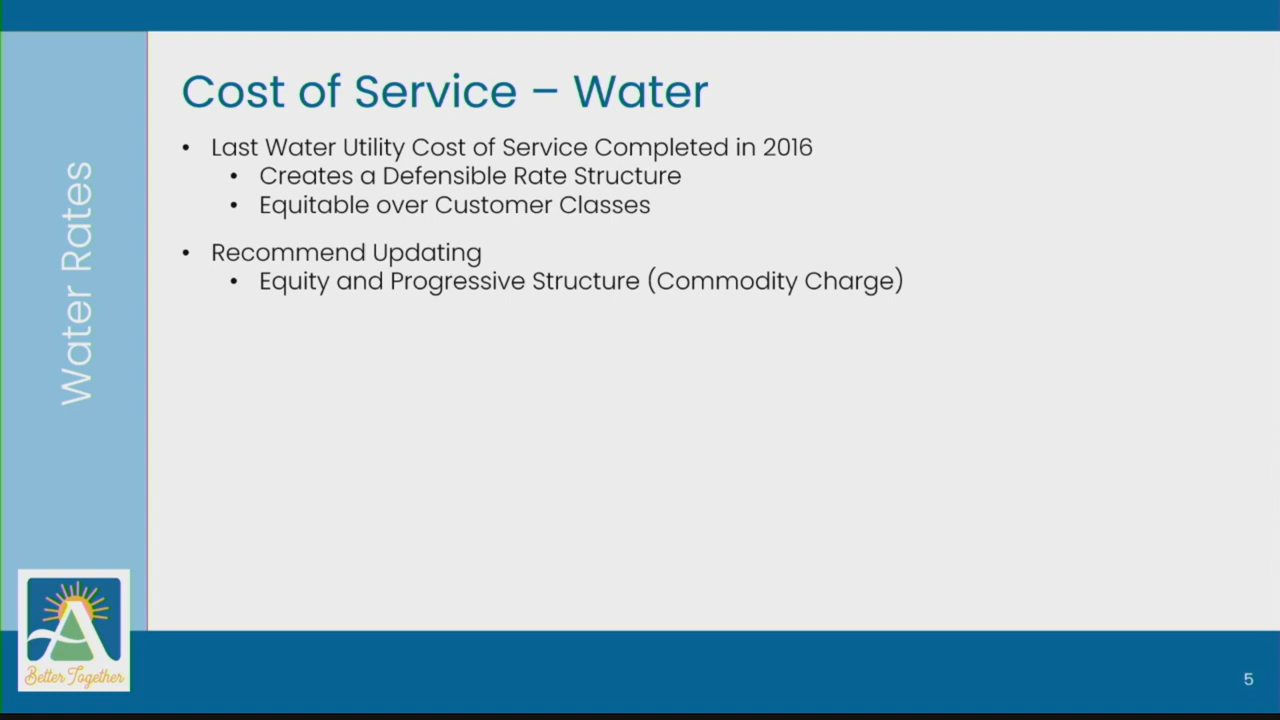 Water Rates
Cost of Service – Water
• Last Water Utility Cost of Service Completed in 2016
• Creates a Defensible Rate Structure
• Equitable over Customer Classes
• Recommend Updating
• Equity and Progressive Structure (Commodity Charge)
A
Better Together
5